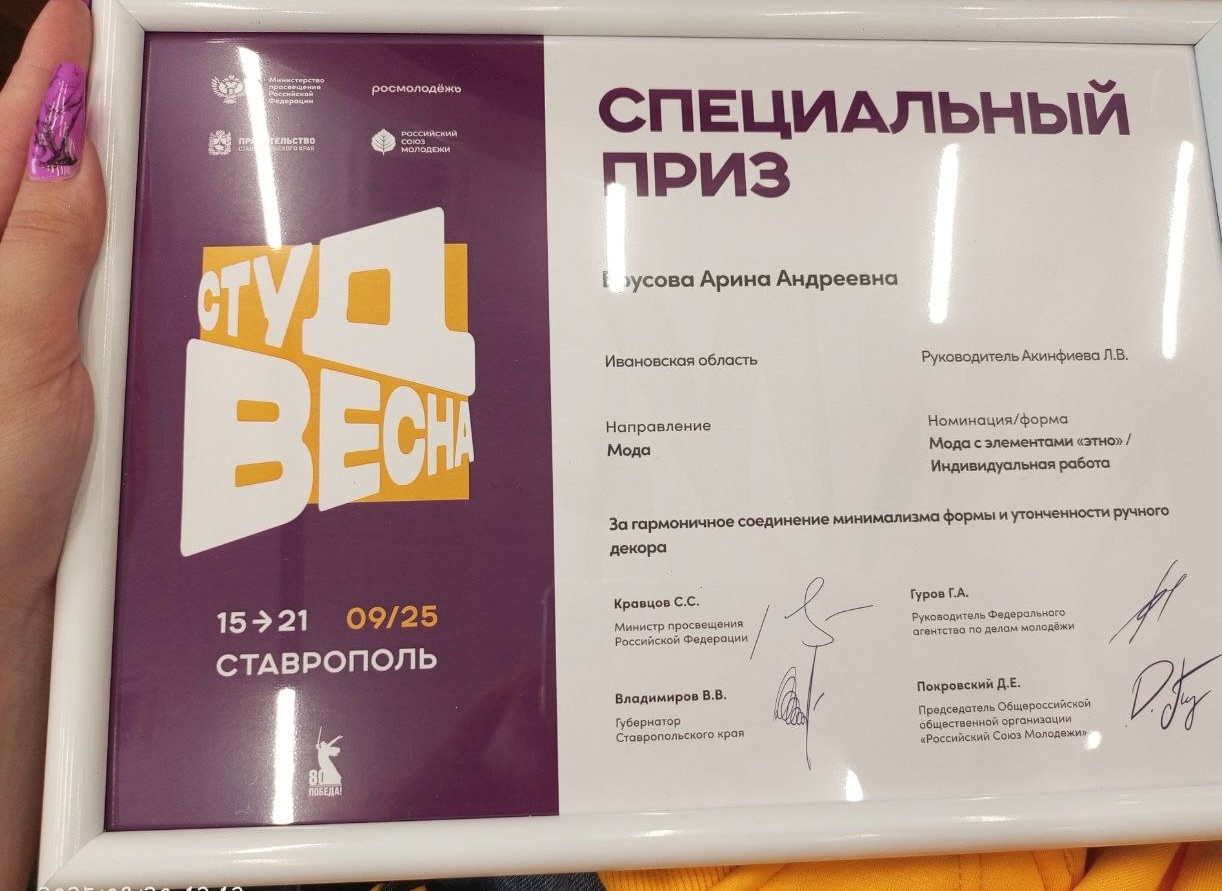 Министерство
просвещения
Российской
Федерации
росмолодёжь
ПРАВИТЕЛЬСТВО
СТАВРОПОЛЬСКОГО КРАЯ
РОССИЙСКИЙ
СОЮЗ
МОЛОДЕЖИ
СТУД
ВЕСНА
15→21 09/25
СТАВРОПОЛЬ
80
ПОБЕДА!
СПЕЦИАЛЬНЫЙ
ПРИЗ
Арина Андреевна
Ивановская область
Руководитель Акинфиева Л.В.
Направление
Мода
Номинация/форма
Мода с элементами «этно» /
Индивидуальная работа
За гармоничное соединение минимализма формы и утонченности ручного
декора
Кравцов С.С.
Министр просвещения
Российской Федерации
Гуров Г.А.
Руководитель Федерального
агентства по делам молодёжи
Владимиров В.В.
Губернатор
Ставропольского края
Покровский Д.Е.
Председатель Общероссийской
общественной организации
«Российский Союз Молодежи»